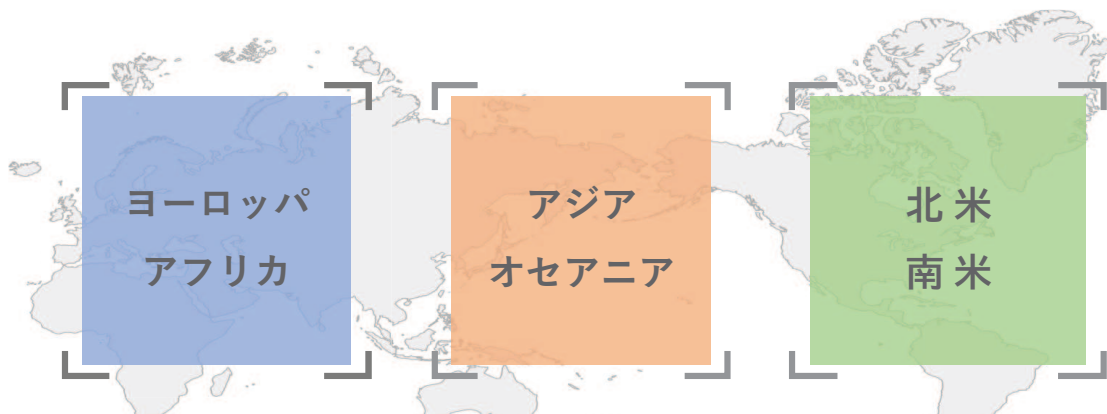 ヨーロッパ
アフリカ
アジア
オセアニア
北米
南米